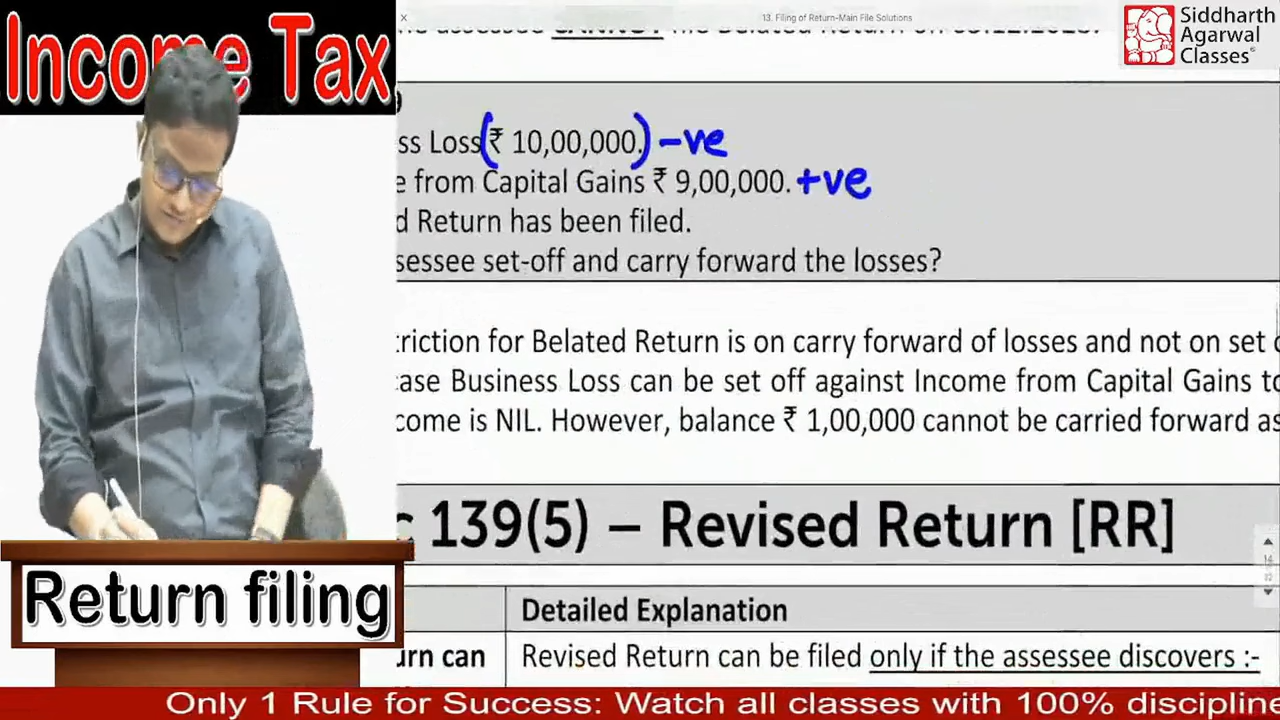 Income Tax
13. Filing of Return-Main File Solutions
Siddharth
Agarwal
Classes
ss Loss (₹ 10,00,000.) -ve
e from Capital Gains ₹ 9,00,000. +ve
d Return has been filed.
sessee set-off and carry forward the losses?
triction for Belated Return is on carry forward of losses and not on set
case Business Loss can be set off against Income from Capital Gains to
come is NIL. However, balance ₹ 1,00,000 cannot be carried forward as
c 139(5) – Revised Return [RR]
Detailed Explanation
urn can
Revised Return can be filed only if the assessee discovers :-
Return filing
Only 1 Rule for Success: Watch all classes with 100% discipline